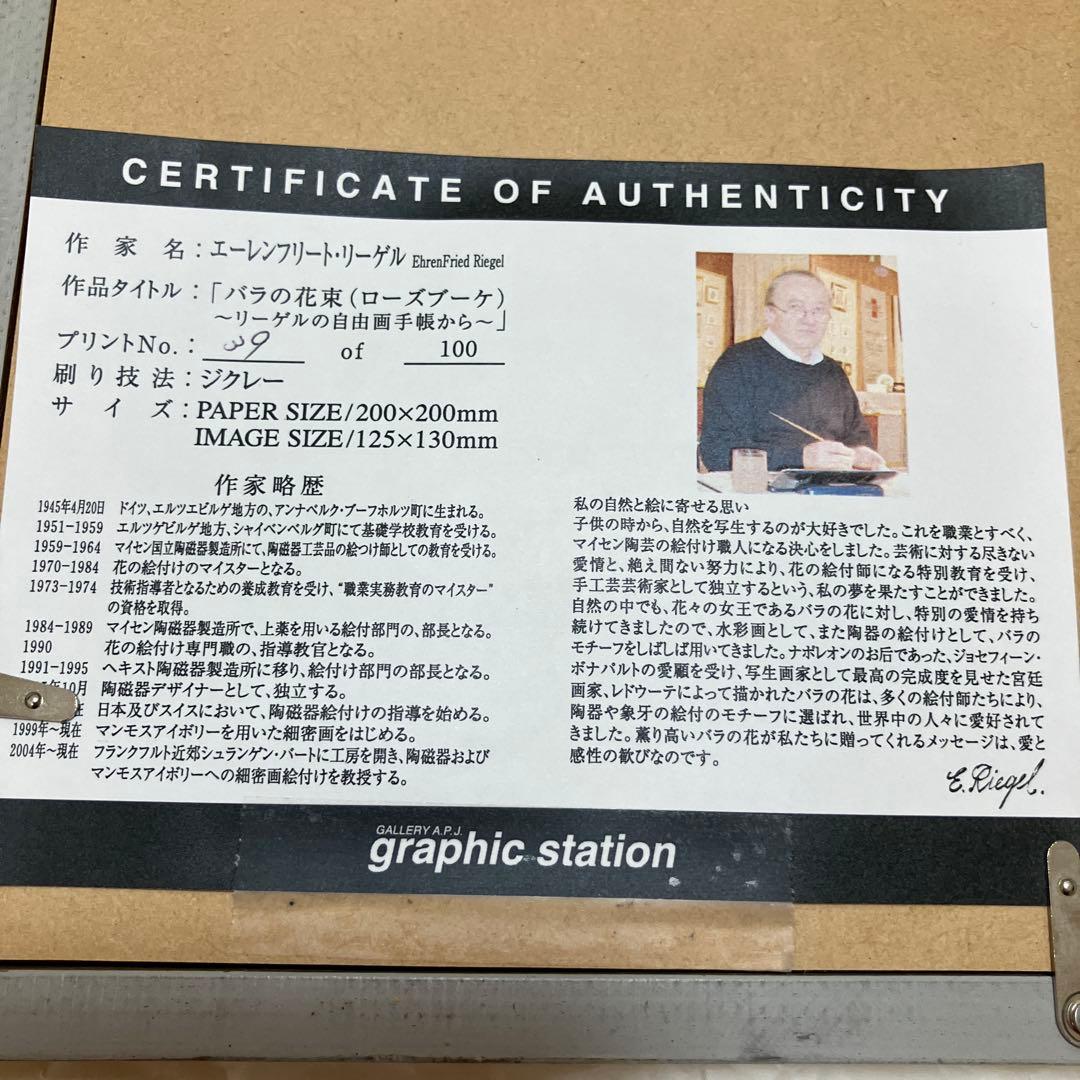 CERTIFICATE OF AUTHENTICITY
作家名：エーレンフリート・リーゲル EhrenFried Riegel
作品タイトル：「バラの花束（ローズブーケ）
～リーゲルの自由画手帳から～」
プリントNo.：39 of 100
刷り技法：ジクレー
サイズ：PAPER SIZE/200×200mm
IMAGE SIZE/125×130mm
作家略歴
1945年4月20日 ドイツ、エルツエビルゲ地方の、アンナベルク・ブーフホルツ町に生まれる。
1951-1959 エルツゲビルゲ地方、シャイベンベルグ町にて基礎学校教育を受ける。
1959-1964 マイセン国立陶磁器製造所にて、陶磁器工芸品の絵つけ師としての教育を受ける。
1970-1984 花の絵付けのマイスターとなる。
1973-1974 技術指導者となるための養成教育を受け、“職業実務教育のマイスター”
の資格を取得。
1984-1989 マイセン陶磁器製造所で、上薬を用いる絵付部門の、部長となる。
1990 花の絵付け専門職の、指導教官となる。
1991-1995 ヘキスト陶磁器製造所に移り、絵付け部門の部長となる。
10月 陶磁器デザイナーとして、独立する。
在 日本及びスイスにおいて、陶磁器絵付けの指導を始める。
1999年～現在 マンモスアイボリーを用いた細密画をはじめる。
2004年～現在 フランクフルト近郊シュランゲン・バートに工房を開き、陶磁器および
マンモスアイボリーへの細密画絵付けを教授する。
私の自然と絵に寄せる思い
子供の時から、自然を写生するのが大好きでした。これを職業とすべく、
マイセン陶芸の絵付け職人になる決心をしました。芸術に対する尽きない
愛情と、絶え間ない努力により、花の絵付師になる特別教育を受け、
手工芸芸術家として独立するという、私の夢を果たすことができました。
自然の中でも、花々の女王であるバラの花に対し、特別の愛情を持ち
続けてきましたので、水彩画として、また陶器の絵付けとして、バラの
モチーフをしばしば用いてきました。ナポレオンのお后であった、ジョセフィーン・
ボナバルトの愛顧を受け、写生画家として最高の完成度を見せた宮廷
画家、レドウーテによって描かれたバラの花は、多くの絵付師たちにより、
陶器や象牙の絵付のモチーフに選ばれ、世界中の人々に愛好されて
きました。薫り高いバラの花が私たちに贈ってくれるメッセージは、愛と
感性の歓びなのです。
E. Riegel.
GALLERY A.P.J.
graphic station